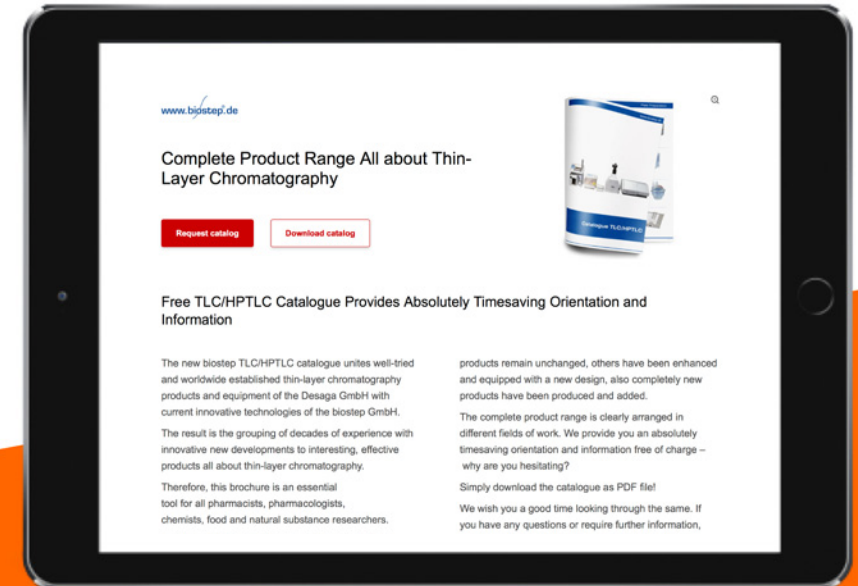 www.biostep.de
Complete Product Range All about Thin-
Layer Chromatography
Request catalog
Download catalog
Catalogue TLC/HPTLC
Free TLC/HPTLC Catalogue Provides Absolutely Timesaving Orientation and
Information
The new biostep TLC/HPTLC catalogue unites well-tried
and worldwide established thin-layer chromatography
products and equipment of the Desaga GmbH with
current innovative technologies of the biostep GmbH.
The result is the grouping of decades of experience with
innovative new developments to interesting, effective
products all about thin-layer chromatography.
Therefore, this brochure is an essential
tool for all pharmacists, pharmacologists,
chemists, food and natural substance researchers.
products remain unchanged, others have been enhanced
and equipped with a new design, also completely new
products have been produced and added.
The complete product range is clearly arranged in
different fields of work. We provide you an absolutely
timesaving orientation and information free of charge –
why are you hesitating?
Simply download the catalogue as PDF file!
We wish you a good time looking through the same. If
you have any questions or require further information,